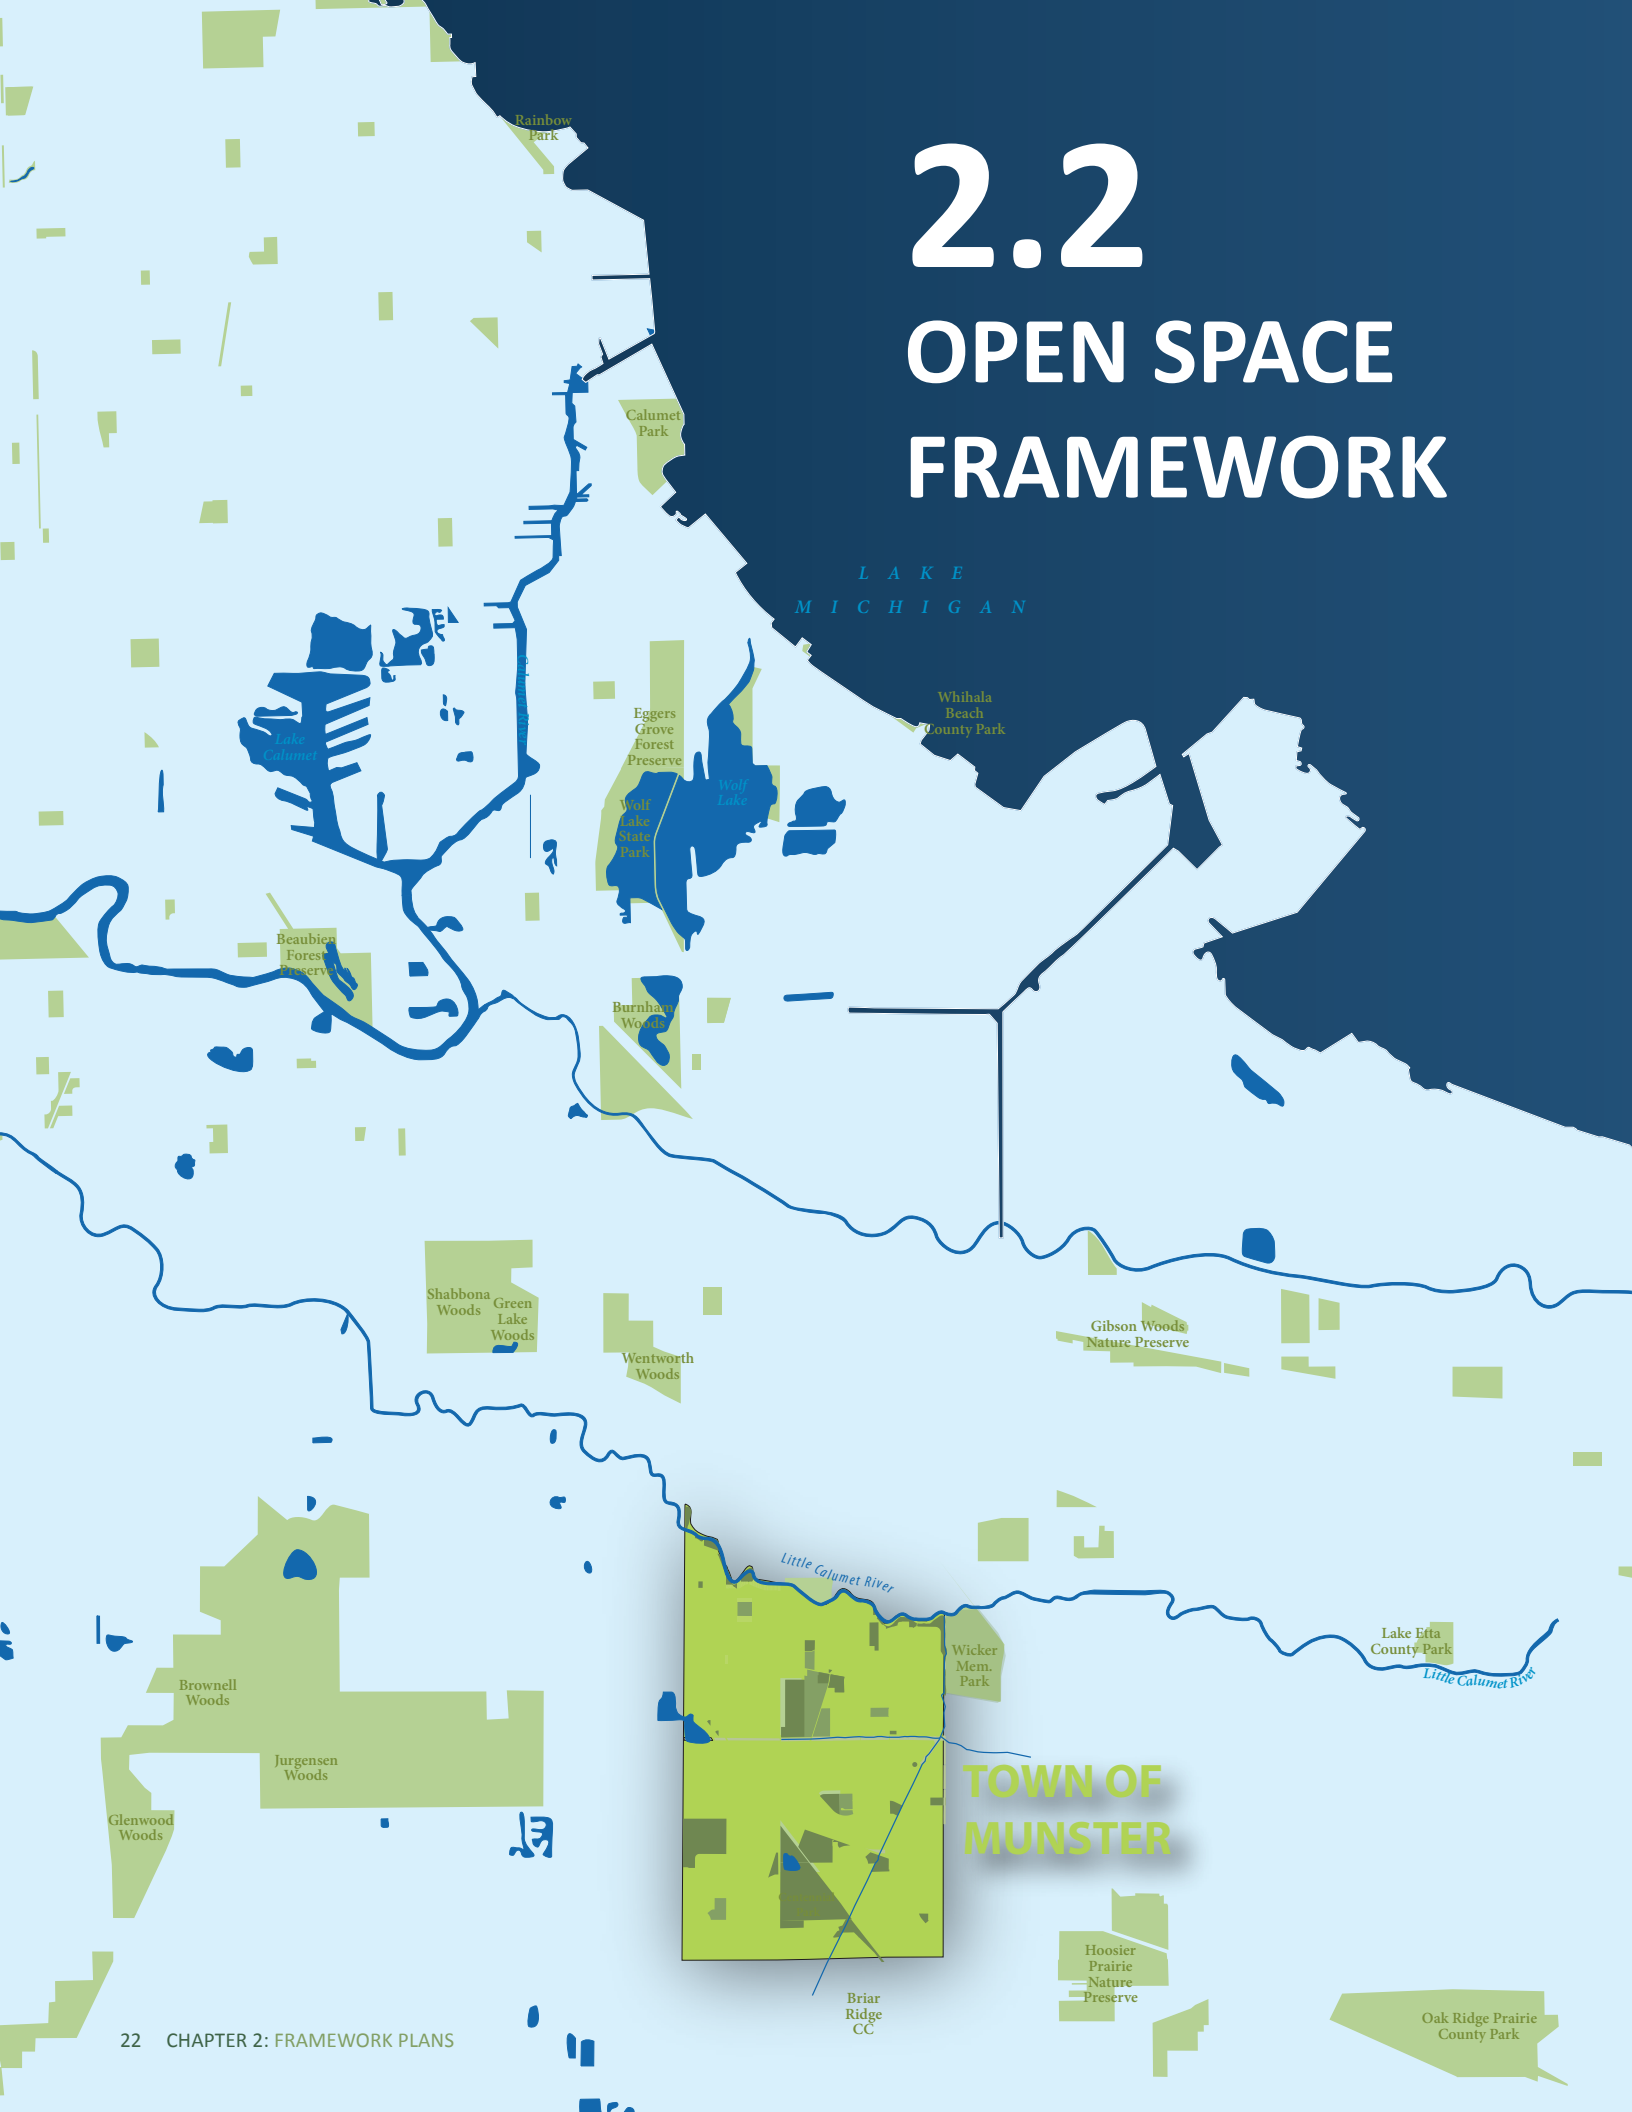 Rainbow
Park
2.2
OPEN SPACE
FRAMEWORK
Calumet
Park
LAKE
MICHIGAN
Calumet River
Whihala
Beach
County Park
Eggers
Grove
Forest
Preserve
Lake
Calumet
Wolf
Lake
Wolf
Lake
State
Park
Beaubien
Forest
Preserve
Burnham
Woods
Shabbona
Woods
Green
Lake
Woods
Gibson Woods
Nature Preserve
Wentworth
Woods
Little Calumet River
Wicker
Mem.
Park
Lake Etta
County Park
Little Calumet River
Brownell
Woods
Jurgensen
Woods
Glenwood
Woods
TOWN OF
MUNSTER
Hoosier
Prairie
Nature
Preserve
Briar
Ridge
CC
Oak Ridge Prairie
County Park
22 CHAPTER 2: FRAMEWORK PLANS